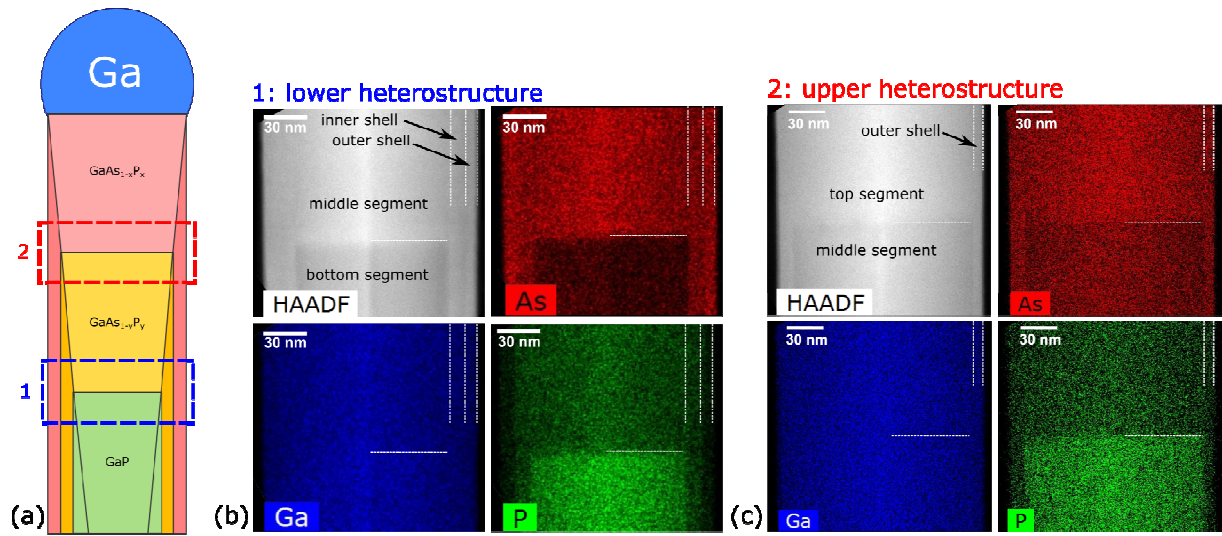 Ga
GaAs₁₋ₓPₓ
2
GaAs₁₋ᵧPᵧ
1
GaP
(a)
1: lower heterostructure
30 nm
inner shell
outer shell
middle segment
bottom segment
HAADF
30 nm
As
30 nm
Ga
30 nm
P
(b)
2: upper heterostructure
30 nm
outer shell
top segment
middle segment
HAADF
30 nm
As
30 nm
Ga
30 nm
P
(c)